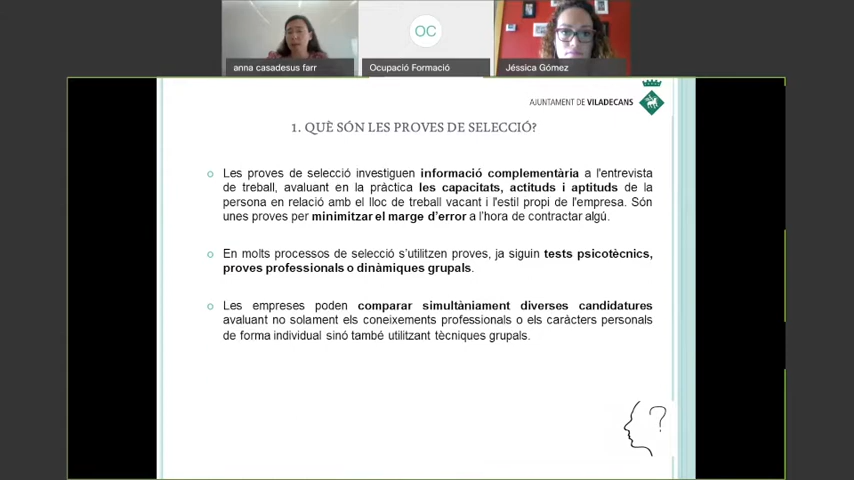 OC
anna casadesus farr
Ocupació Formació
Jéssica Gómez
AJUNTAMENT DE VILADECANS
1. QUÈ SÓN LES PROVES DE SELECCIÓ?
Les proves de selecció investiguen informació complementària a l'entrevista
de treball, avaluant en la pràctica les capacitats, actituds i aptituds de la
persona en relació amb el lloc de treball vacant i l'estil propi de l'empresa. Són
unes proves per minimitzar el marge d'error a l'hora de contractar algú.
En molts processos de selecció s'utilitzen proves, ja siguin tests psicotècnics,
proves professionals o dinàmiques grupals.
Les empreses poden comparar simultàniament diverses candidatures
avaluant no solament els coneixements professionals o els caràcters personals
de forma individual sinó també utilitzant tècniques grupals.
?